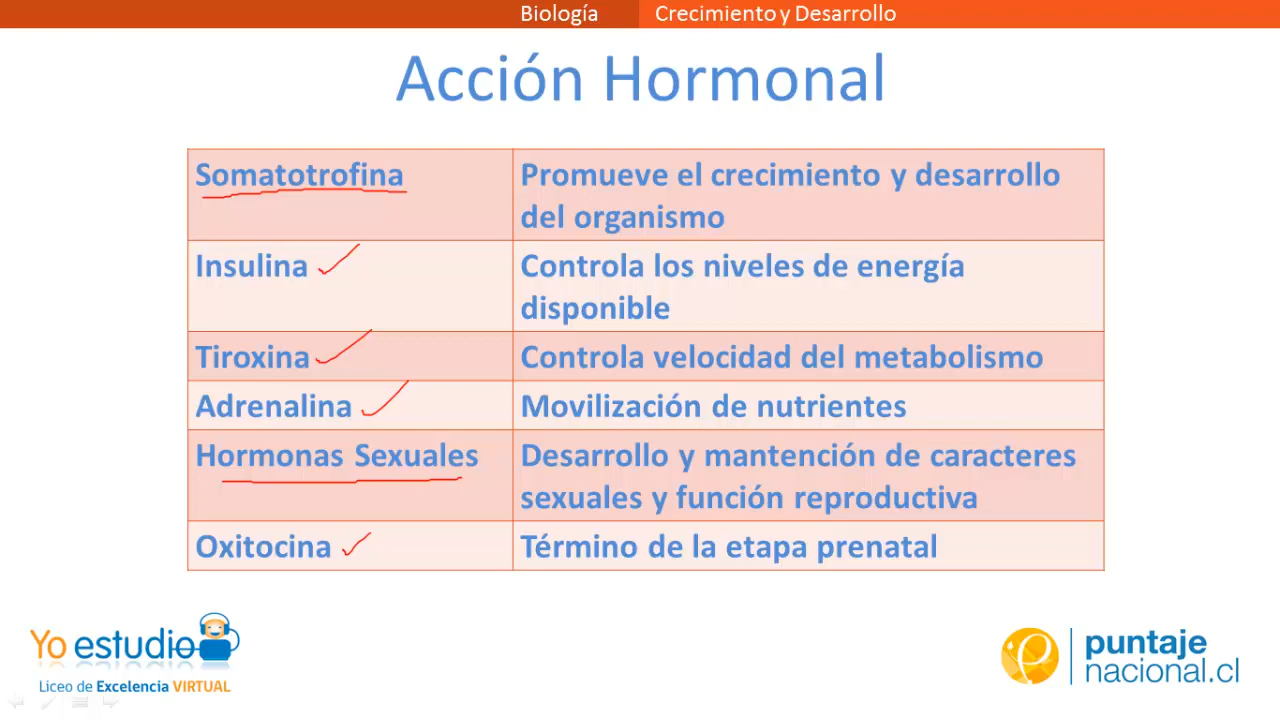 Biología
Crecimiento y Desarrollo
Acción Hormonal
Somatotrofina
Promueve el crecimiento y desarrollo
del organismo
Insulina
Controla los niveles de energía
disponible
Tiroxina
Controla velocidad del metabolismo
Adrenalina
Movilización de nutrientes
Hormonas Sexuales
Desarrollo y mantención de caracteres
sexuales y función reproductiva
Oxitocina
Término de la etapa prenatal
Yo estudio
Liceo de Excelencia VIRTUAL
puntaje
nacional.cl